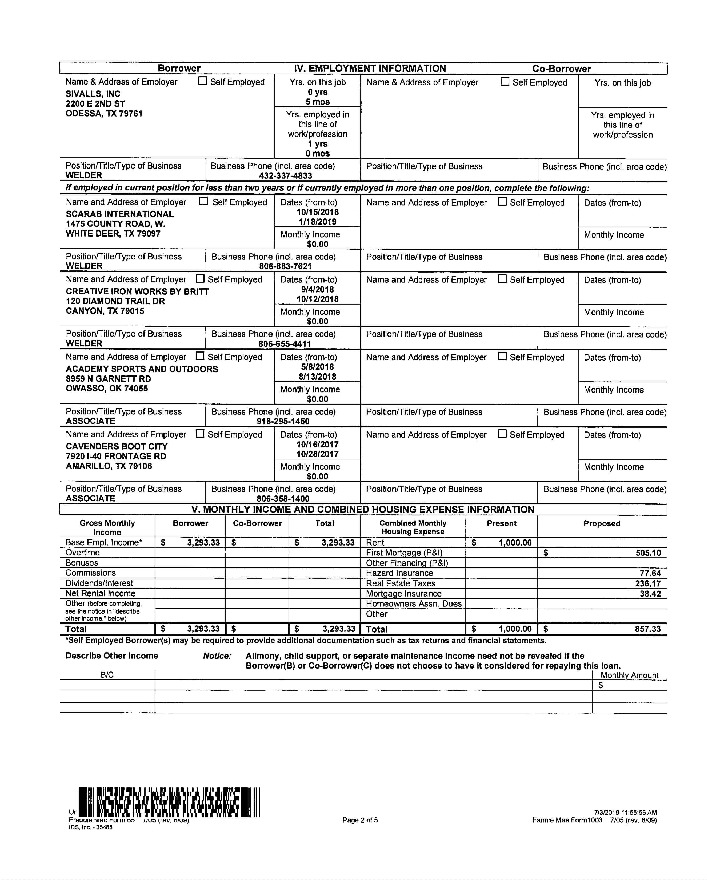 Borrower IV. EMPLOYMENT INFORMATION Co-Borrower
Name & Address of Employer Self Employed Yrs. on this job Name & Address of Employer Self Employed Yrs. on this job
SIVALLS, INC 0 yrs
2200 E 2ND ST 5 mos
ODESSA, TX 79761 Yrs. employed in this line of work/profession Yrs. employed in this line of work/profession
1 yrs
0 mos
Position/Title/Type of Business Business Phone (incl. area code) Position/Title/Type of Business Business Phone (incl. area code)
WELDER 432-337-4833
If employed in current position for less than two years or if currently employed in more than one position, complete the following:
Name and Address of Employer Self Employed Dates (from-to) Name and Address of Employer Self Employed Dates (from-to)
SCARAB INTERNATIONAL 10/15/2018
1475 COUNTY ROAD, W. 1/18/2019
WHITE DEER, TX 79097 Monthly Income Monthly Income
$0.00
Position/Title/Type of Business Business Phone (incl. area code) Position/Title/Type of Business Business Phone (incl. area code)
WELDER 806-883-7621
Name and Address of Employer Self Employed Dates (from-to) Name and Address of Employer Self Employed Dates (from-to)
CREATIVE IRON WORKS BY BRITT 9/4/2018
120 DIAMOND TRAIL DR 10/12/2018
CANYON, TX 79015 Monthly Income Monthly Income
$0.00
Position/Title/Type of Business Business Phone (incl. area code) Position/Title/Type of Business Business Phone (incl. area code)
WELDER 806-655-4411
Name and Address of Employer Self Employed Dates (from-to) Name and Address of Employer Self Employed Dates (from-to)
ACADEMY SPORTS AND OUTDOORS 5/8/2018
8959 N GARNETT RD 8/13/2018
OWASSO, OK 74055 Monthly Income Monthly Income
$0.00
Position/Title/Type of Business Business Phone (incl. area code) Position/Title/Type of Business Business Phone (incl. area code)
ASSOCIATE 918-295-1450
Name and Address of Employer Self Employed Dates (from-to) Name and Address of Employer Self Employed Dates (from-to)
CAVENDERS BOOT CITY 10/16/2017
7920 I-40 FRONTAGE RD 10/28/2017
AMARILLO, TX 79106 Monthly Income Monthly Income
$0.00
Position/Title/Type of Business Business Phone (incl. area code) Position/Title/Type of Business Business Phone (incl. area code)
ASSOCIATE 806-358-1400
V. MONTHLY INCOME AND COMBINED HOUSING EXPENSE INFORMATION
Gross Monthly Income Borrower Co-Borrower Total Combined Monthly Housing Expense Present Proposed
Base Empl. Income* $ 3,293.33 $ $ 3,293.33 Rent $ 1,000.00
Overtime First Mortgage (P&I) $ 505.10
Bonuses Other Financing (P&I)
Commissions Hazard Insurance 77.64
Dividends/Interest Real Estate Taxes 236.17
Net Rental Income Mortgage Insurance 38.42
Other (before completing, see the notice in "describe other income," below) Homeowners Assn. Dues
Other
Total $ 3,293.33 $ $ 3,293.33 Total $ 1,000.00 $ 857.33
*Self Employed Borrower(s) may be required to provide additional documentation such as tax returns and financial statements.
Describe Other Income Notice: Alimony, child support, or separate maintenance income need not be revealed if the
Borrower(B) or Co-Borrower(C) does not choose to have it considered for repaying this loan.
B/C Monthly Amount
$
7/3/2019
Page 2 of 5 Fannie Mae Form 1003 7/05 (rev. 6/09)